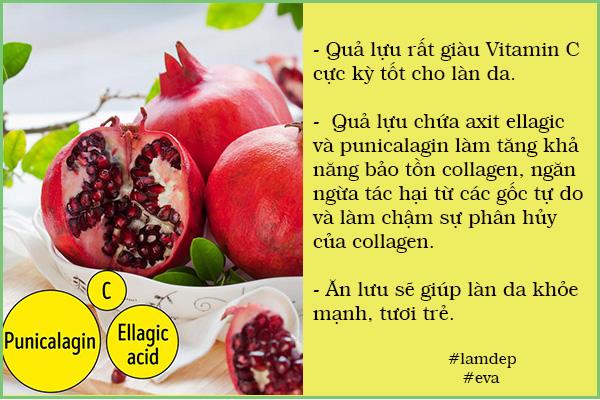 - Quả lựu rất giàu Vitamin C
cực kỳ tốt cho làn da.
- Quả lựu chứa axit ellagic
và punicalagin làm tăng khả
năng bảo tồn collagen, ngăn
ngừa tác hại từ các gốc tự do
và làm chậm sự phân hủy
của collagen.
- Ăn lưu sẽ giúp làn da khỏe
mạnh, tươi trẻ.
#lamdep
#eva
C
Punicalagin
Ellagic
acid